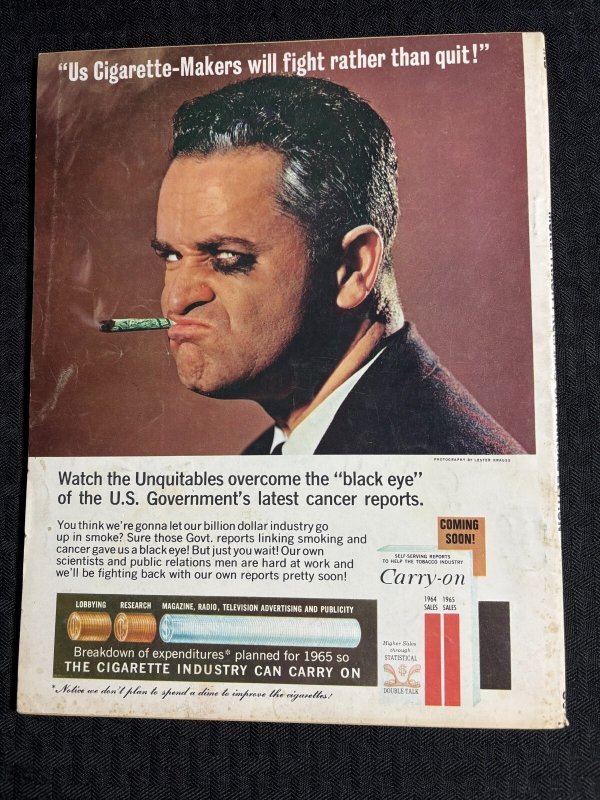 “Us Cigarette-Makers will fight rather than quit!”
PHOTOGRAPHY BY LESTER KRAUSS
Watch the Unquitables overcome the “black eye”
of the U.S. Government’s latest cancer reports.
You think we’re gonna let our billion dollar industry go
up in smoke? Sure those Govt. reports linking smoking and
cancer gave us a black eye! But just you wait! Our own
scientists and public relations men are hard at work and
we’ll be fighting back with our own reports pretty soon!
LOBBYING RESEARCH MAGAZINE, RADIO, TELEVISION ADVERTISING AND PUBLICITY
Breakdown of expenditures* planned for 1965 so
THE CIGARETTE INDUSTRY CAN CARRY ON
*Notice we don’t plan to spend a dime to improve the cigarettes!
COMING
SOON!
SELF-SERVING REPORTS
TO HELP THE TOBACCO INDUSTRY
Carry-on
1964 1965
SALES SALES
Higher Sales
through
STATISTICAL
DOUBLE-TALK